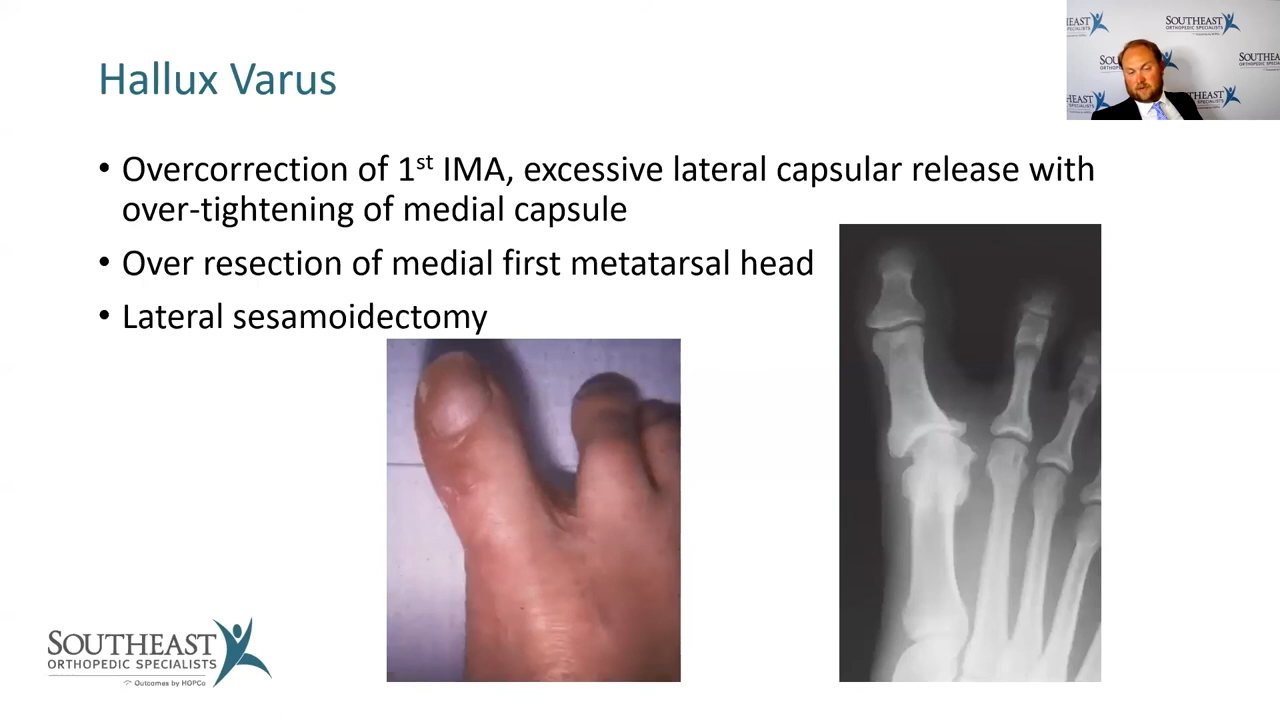 SOUTHEAST
SOUTHEAST
Hallux Varus
• Overcorrection of 1st IMA, excessive lateral capsular release with
over-tightening of medial capsule
• Over resection of medial first metatarsal head
• Lateral sesamoidectomy
SOUTHEAST
ORTHOPEDIC SPECIALISTS
Outcomes by HOPCo